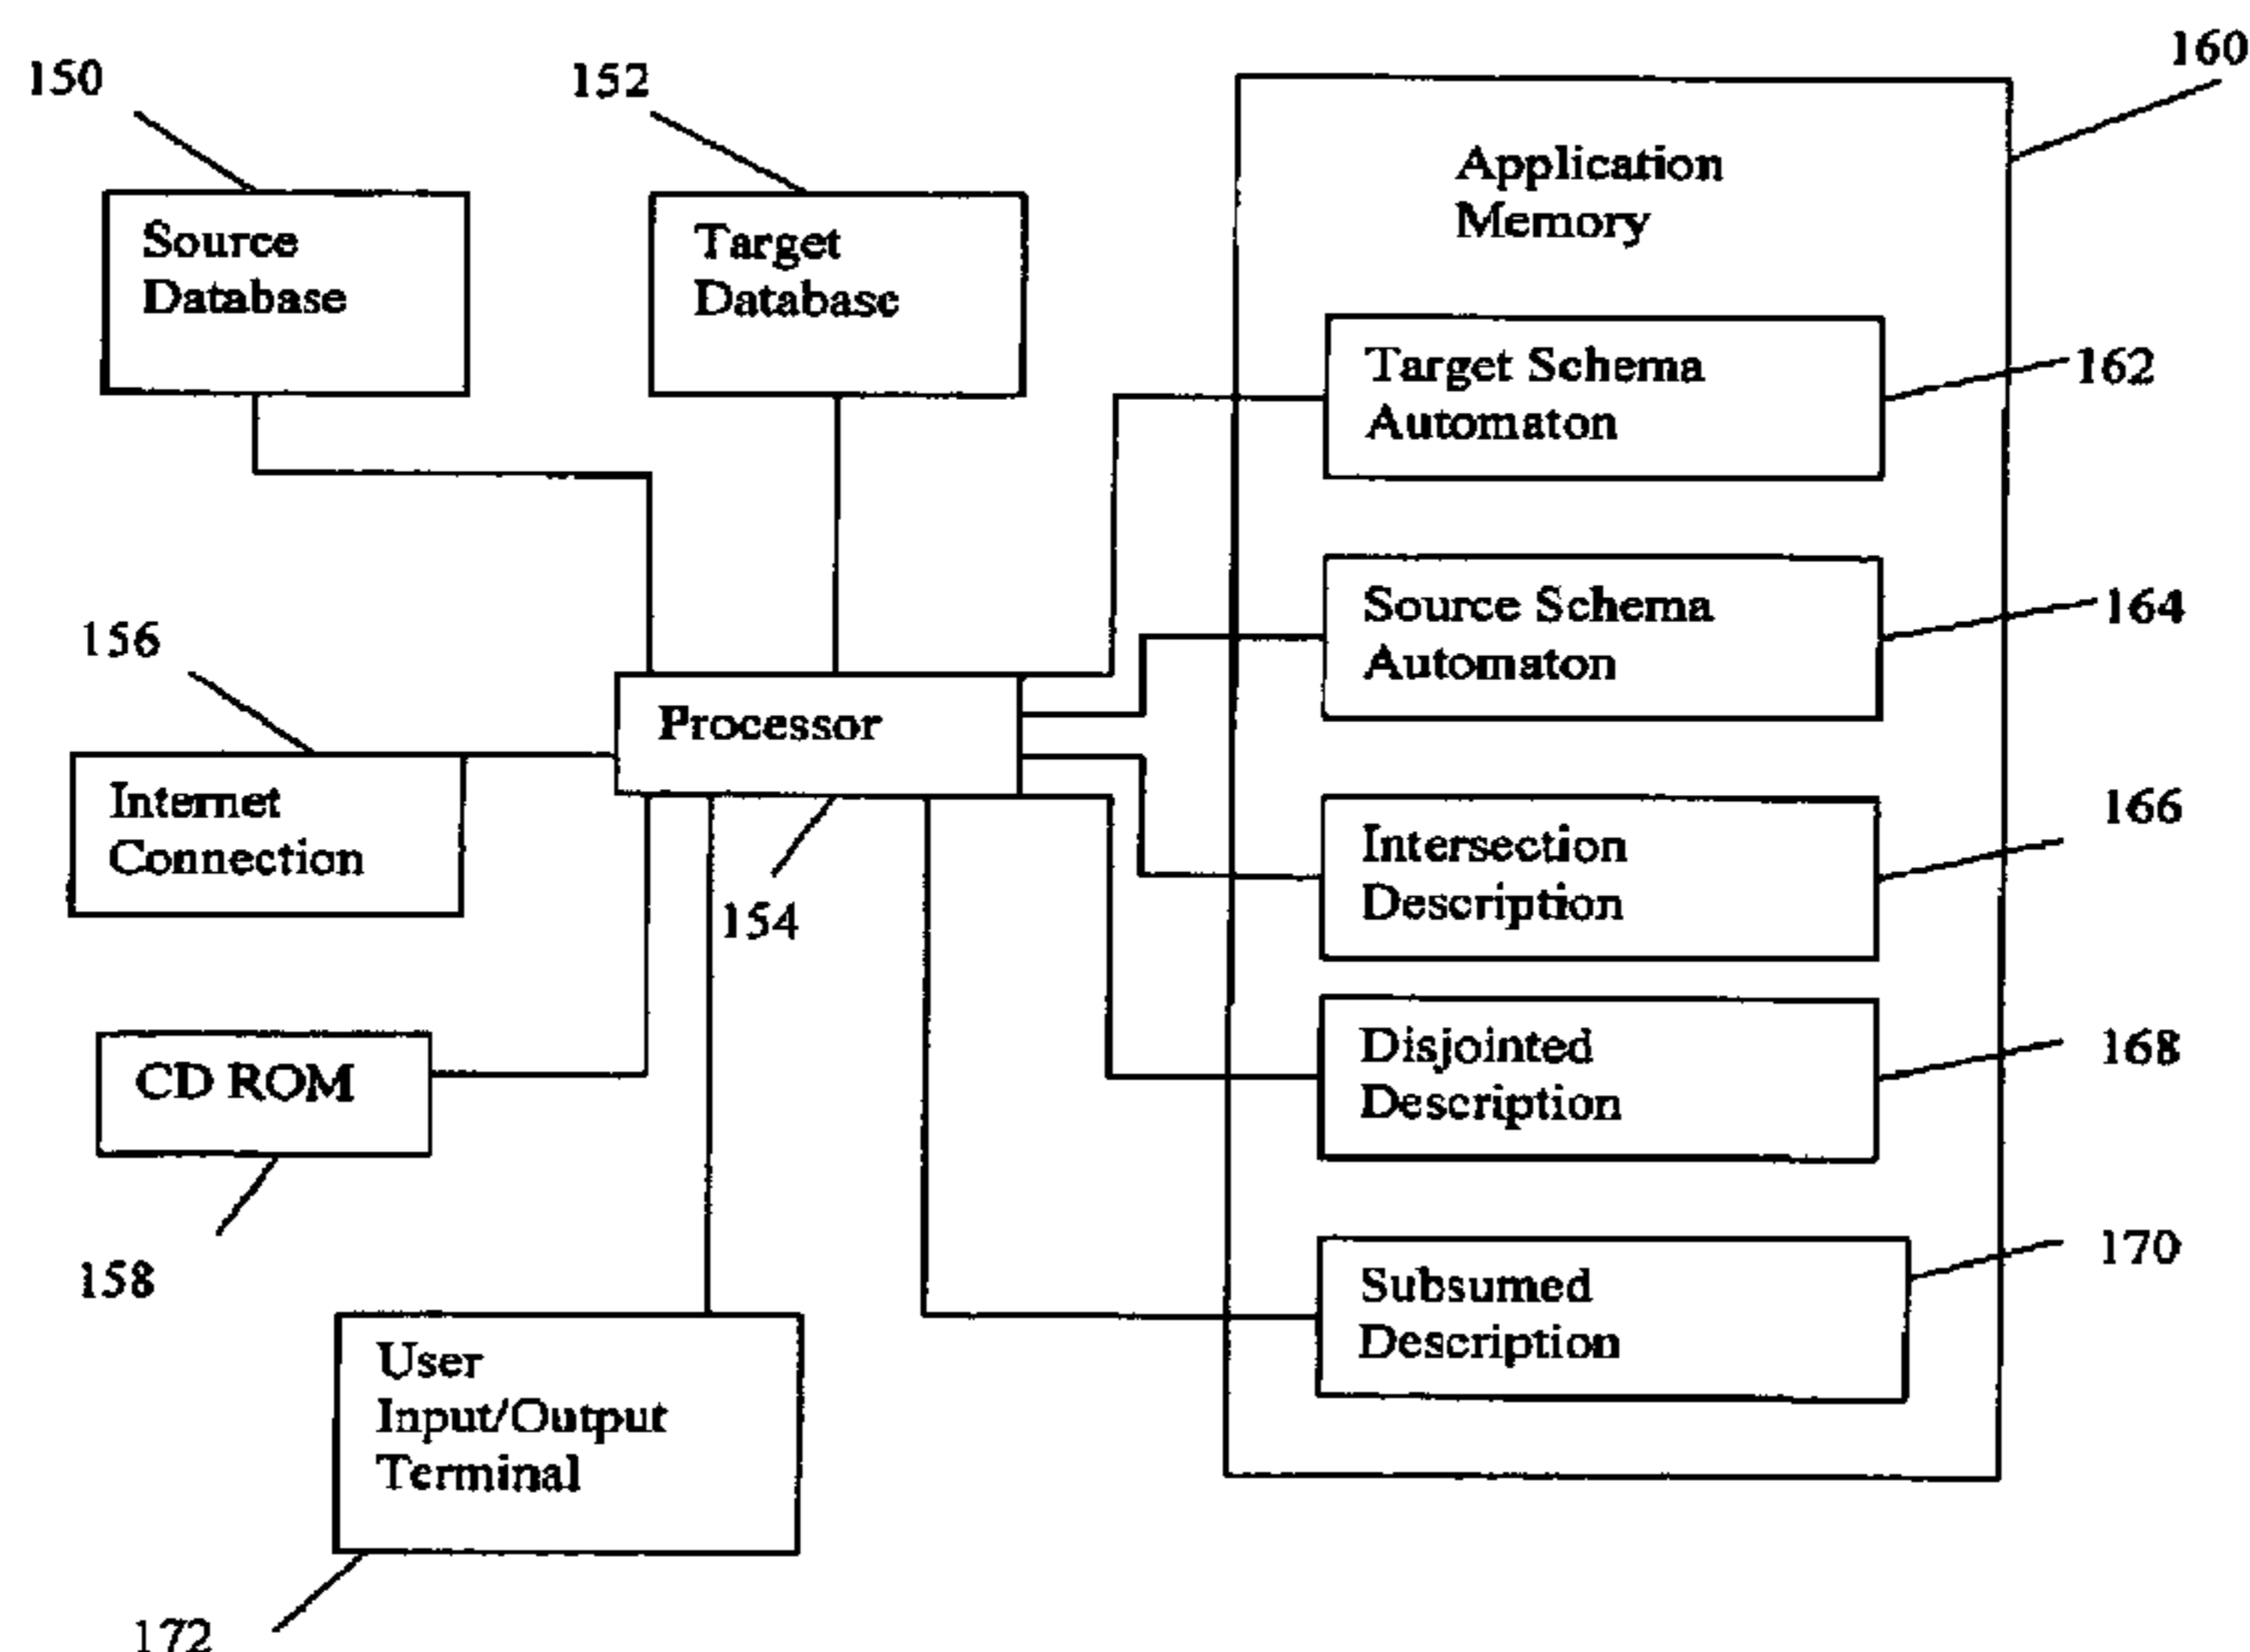 150
152
160
Source
Database
Target
Database
Application
Memory
Target Schema
Automaton
162
Source Schema
Automaton
164
156
Processor
Internet
Connection
154
Intersection
Description
166
CD ROM
158
Disjointed
Description
168
Subsumed
Description
170
User
Input/Output
Terminal
172